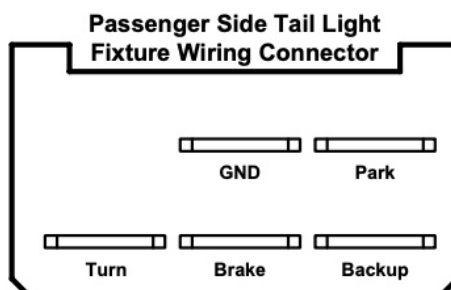 Passenger Side Tail Light
Fixture Wiring Connector
GND Park
Turn Brake Backup